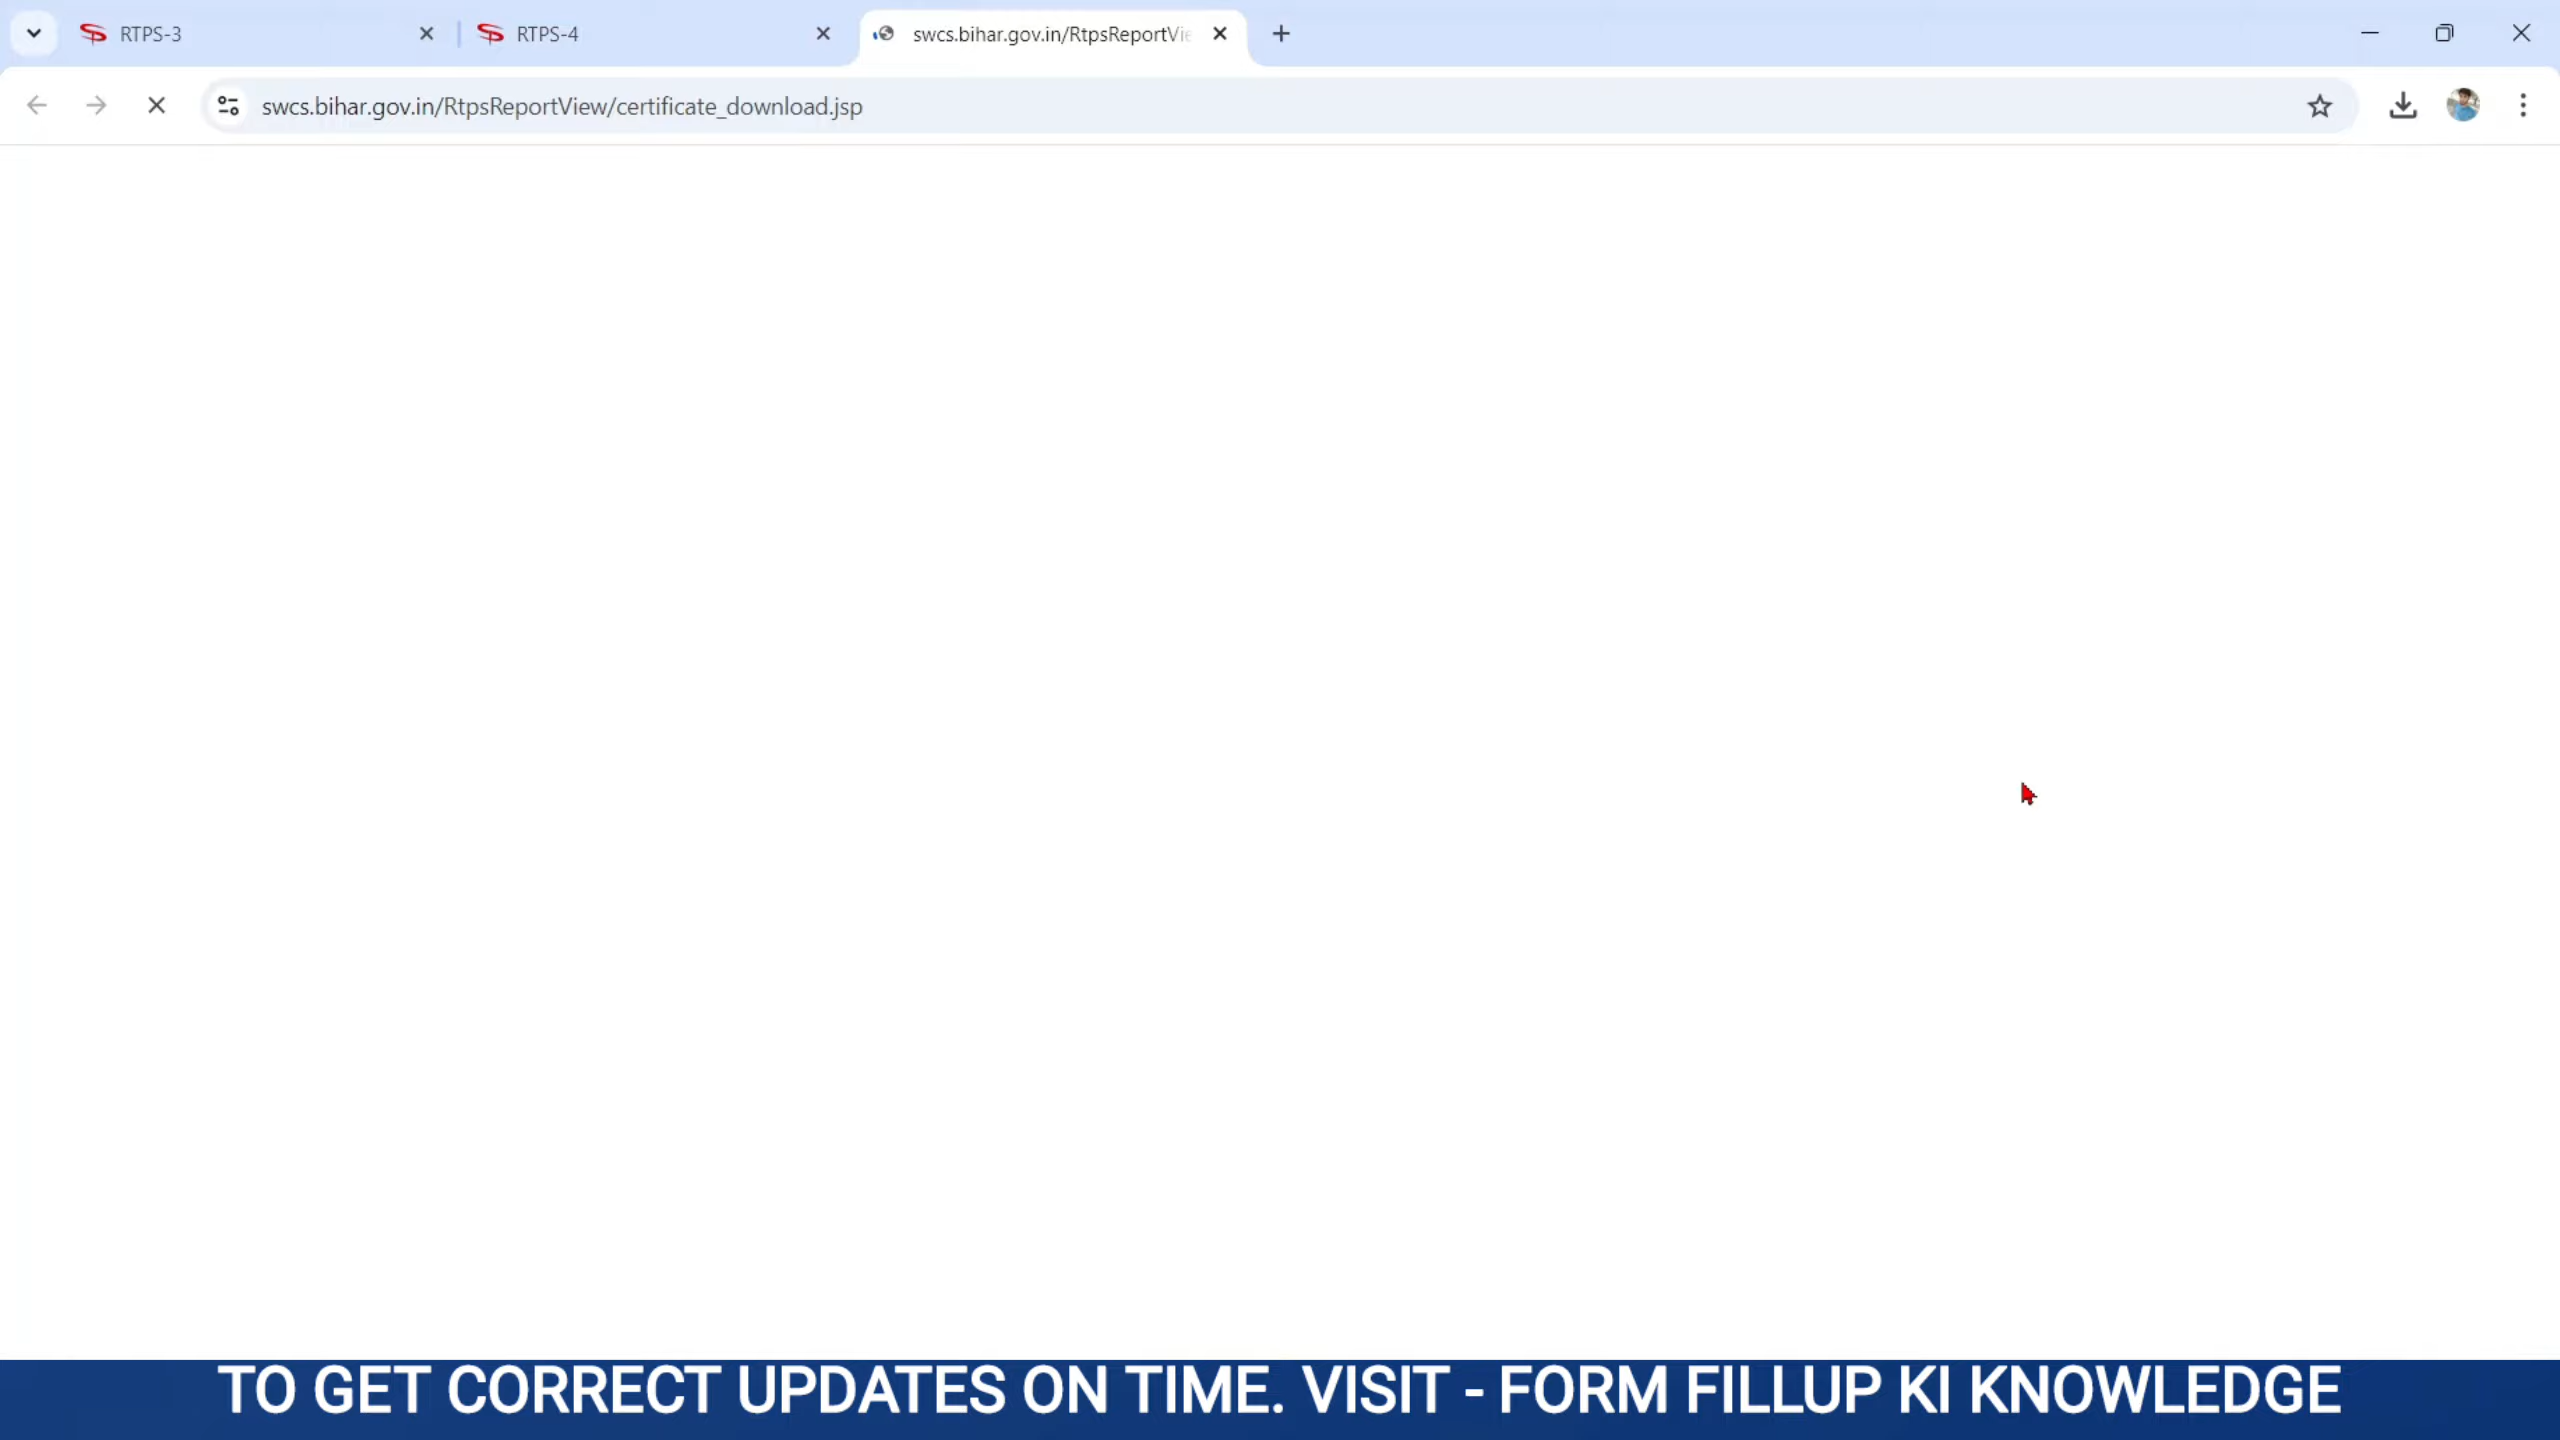 RTPS-3
RTPS-4
swcs.bihar.gov.in/RtpsReportVie
swcs.bihar.gov.in/RtpsReportView/certificate_download.jsp
TO GET CORRECT UPDATES ON TIME. VISIT - FORM FILLUP KI KNOWLEDGE